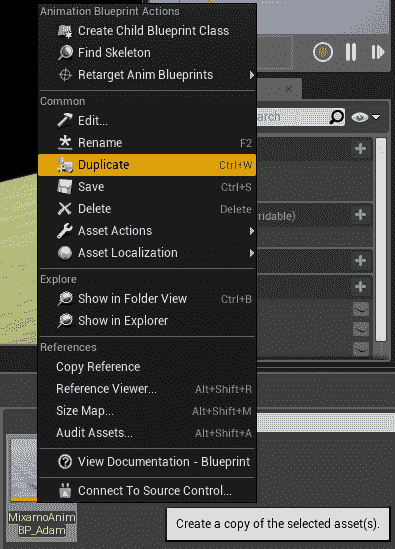 Animation Blueprint Actions
Create Child Blueprint Class
Find Skeleton
Retarget Anim Blueprints
Common
Edit...
Rename F2
Duplicate Ctrl+W
Save Ctrl+S
Delete Delete
Asset Actions
Asset Localization
Explore
Show in Folder View Ctrl+B
Show in Explorer
References
Copy Reference
Reference Viewer... Alt+Shift+R
Size Map... Alt+Shift+M
Audit Assets... Alt+Shift+A
View Documentation - Blueprint
Connect To Source Control...
arch
ridable)
MixamoAnim
BP_Adam
Create a copy of the selected asset(s).